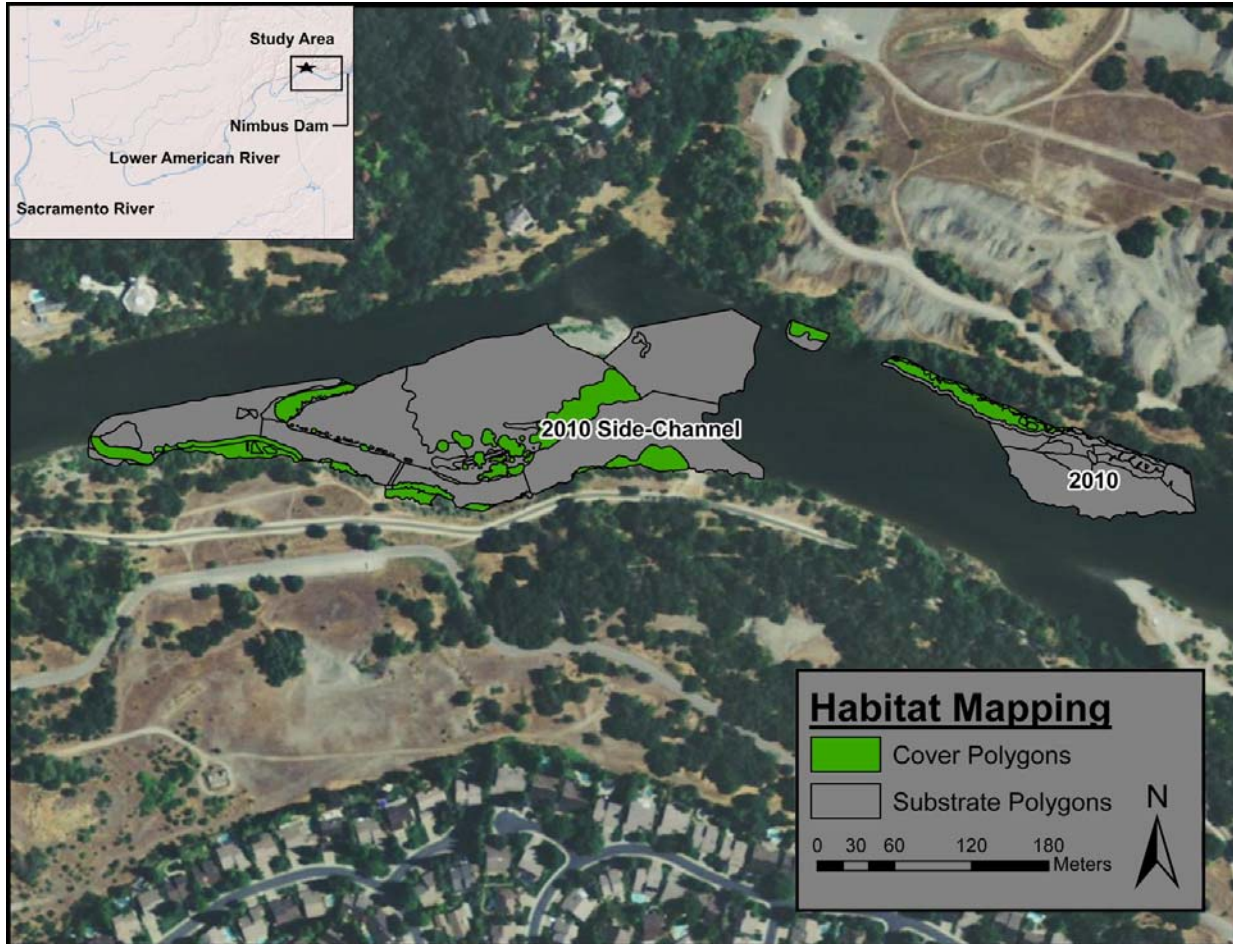 Study Area
Nimbus Dam
Lower American River
Sacramento River
2010 Side-Channel
2010
Habitat Mapping
Cover Polygons
Substrate Polygons
N
0 30 60 120 180
Meters